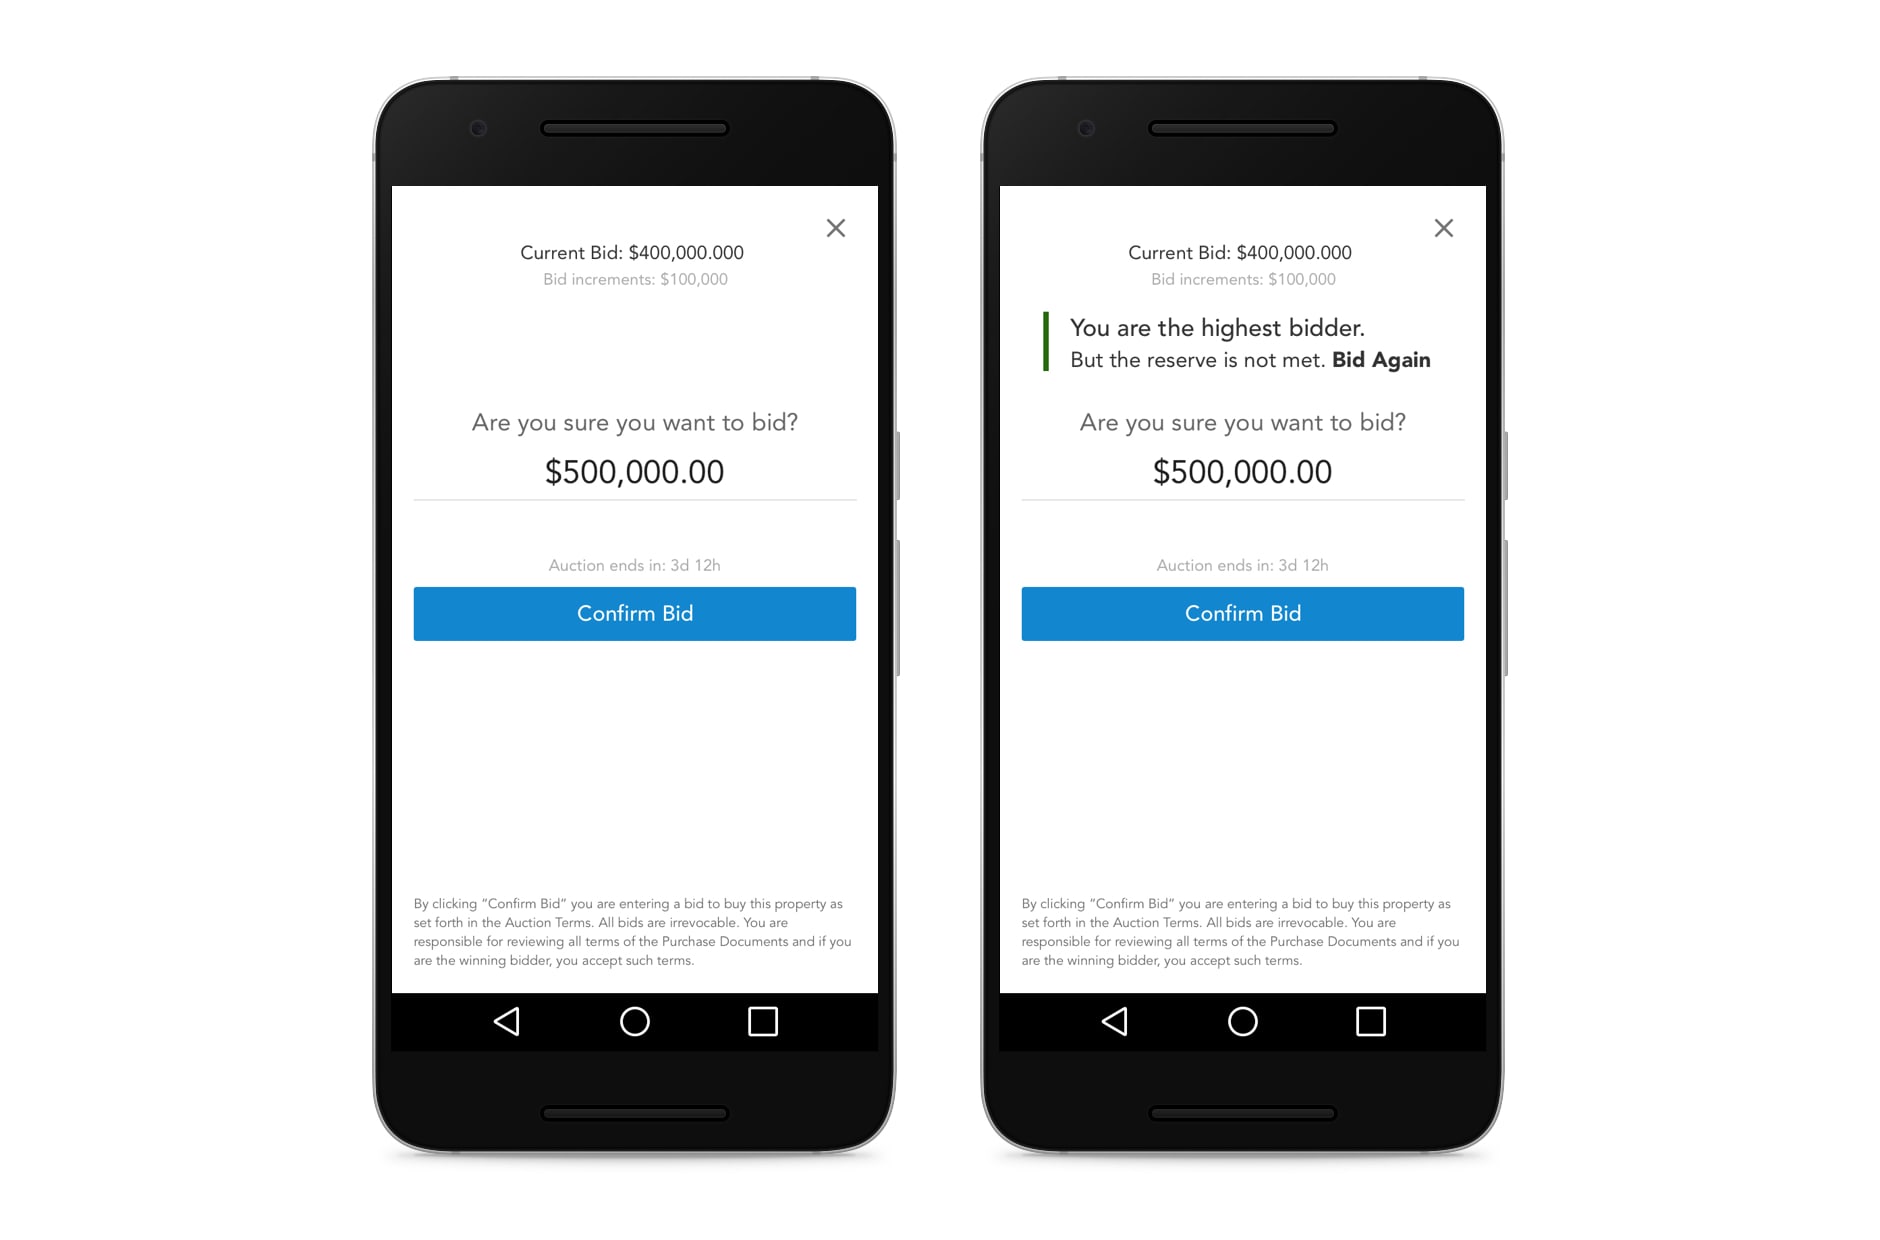 Current Bid: $400,000.000
Bid increments: $100,000
Are you sure you want to bid?
$500,000.00
Auction ends in: 3d 12h
Confirm Bid
By clicking “Confirm Bid” you are entering a bid to buy this property as
set forth in the Auction Terms. All bids are irrevocable. You are
responsible for reviewing all terms of the Purchase Documents and if you
are the winning bidder, you accept such terms.
Current Bid: $400,000.000
Bid increments: $100,000
You are the highest bidder.
But the reserve is not met. Bid Again
Are you sure you want to bid?
$500,000.00
Auction ends in: 3d 12h
Confirm Bid
By clicking “Confirm Bid” you are entering a bid to buy this property as
set forth in the Auction Terms. All bids are irrevocable. You are
responsible for reviewing all terms of the Purchase Documents and if you
are the winning bidder, you accept such terms.